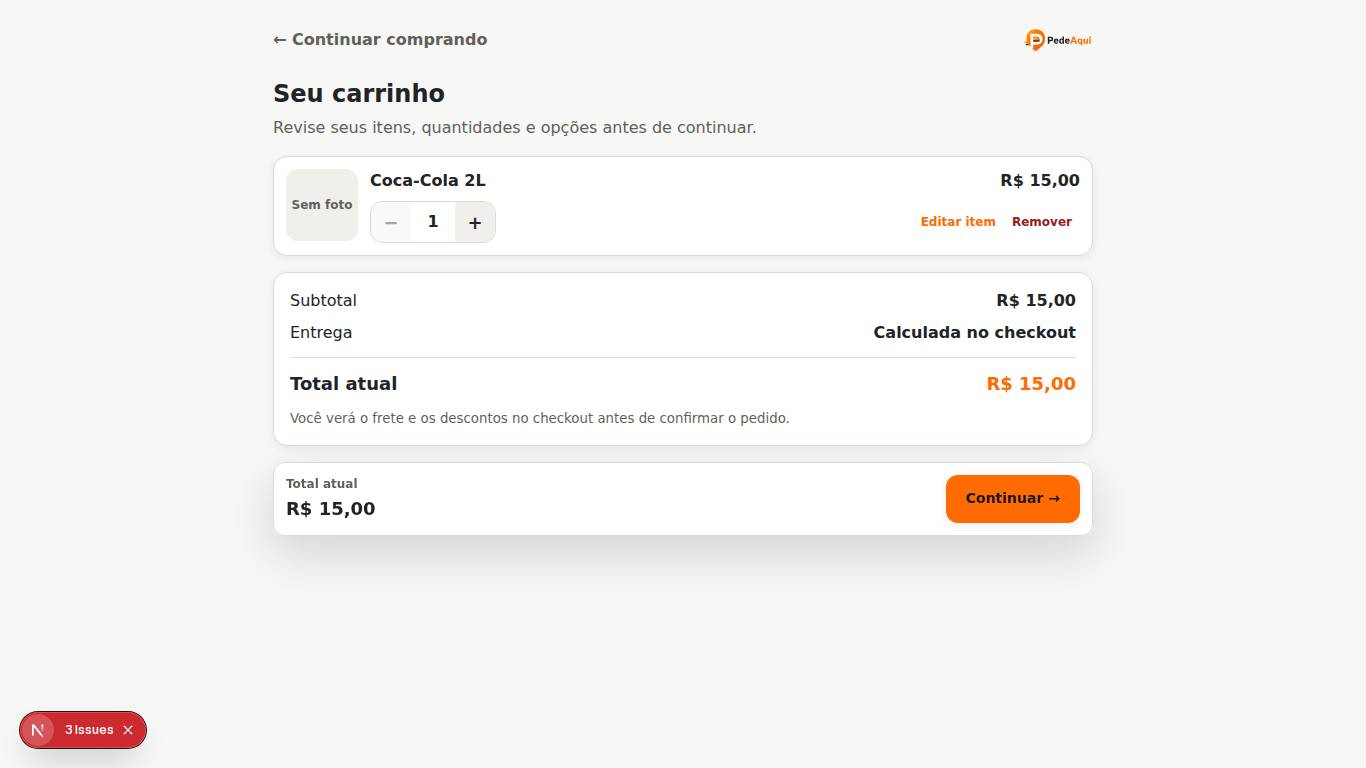 ← Continuar comprando
PedeAqui
Seu carrinho
Revise seus itens, quantidades e opções antes de continuar.
Sem foto
Coca-Cola 2L
R$ 15,00
− 1 +
Editar item
Remover
Subtotal
R$ 15,00
Entrega
Calculada no checkout
Total atual
R$ 15,00
Você verá o frete e os descontos no checkout antes de confirmar o pedido.
Total atual
R$ 15,00
Continuar →
N 3 Issues